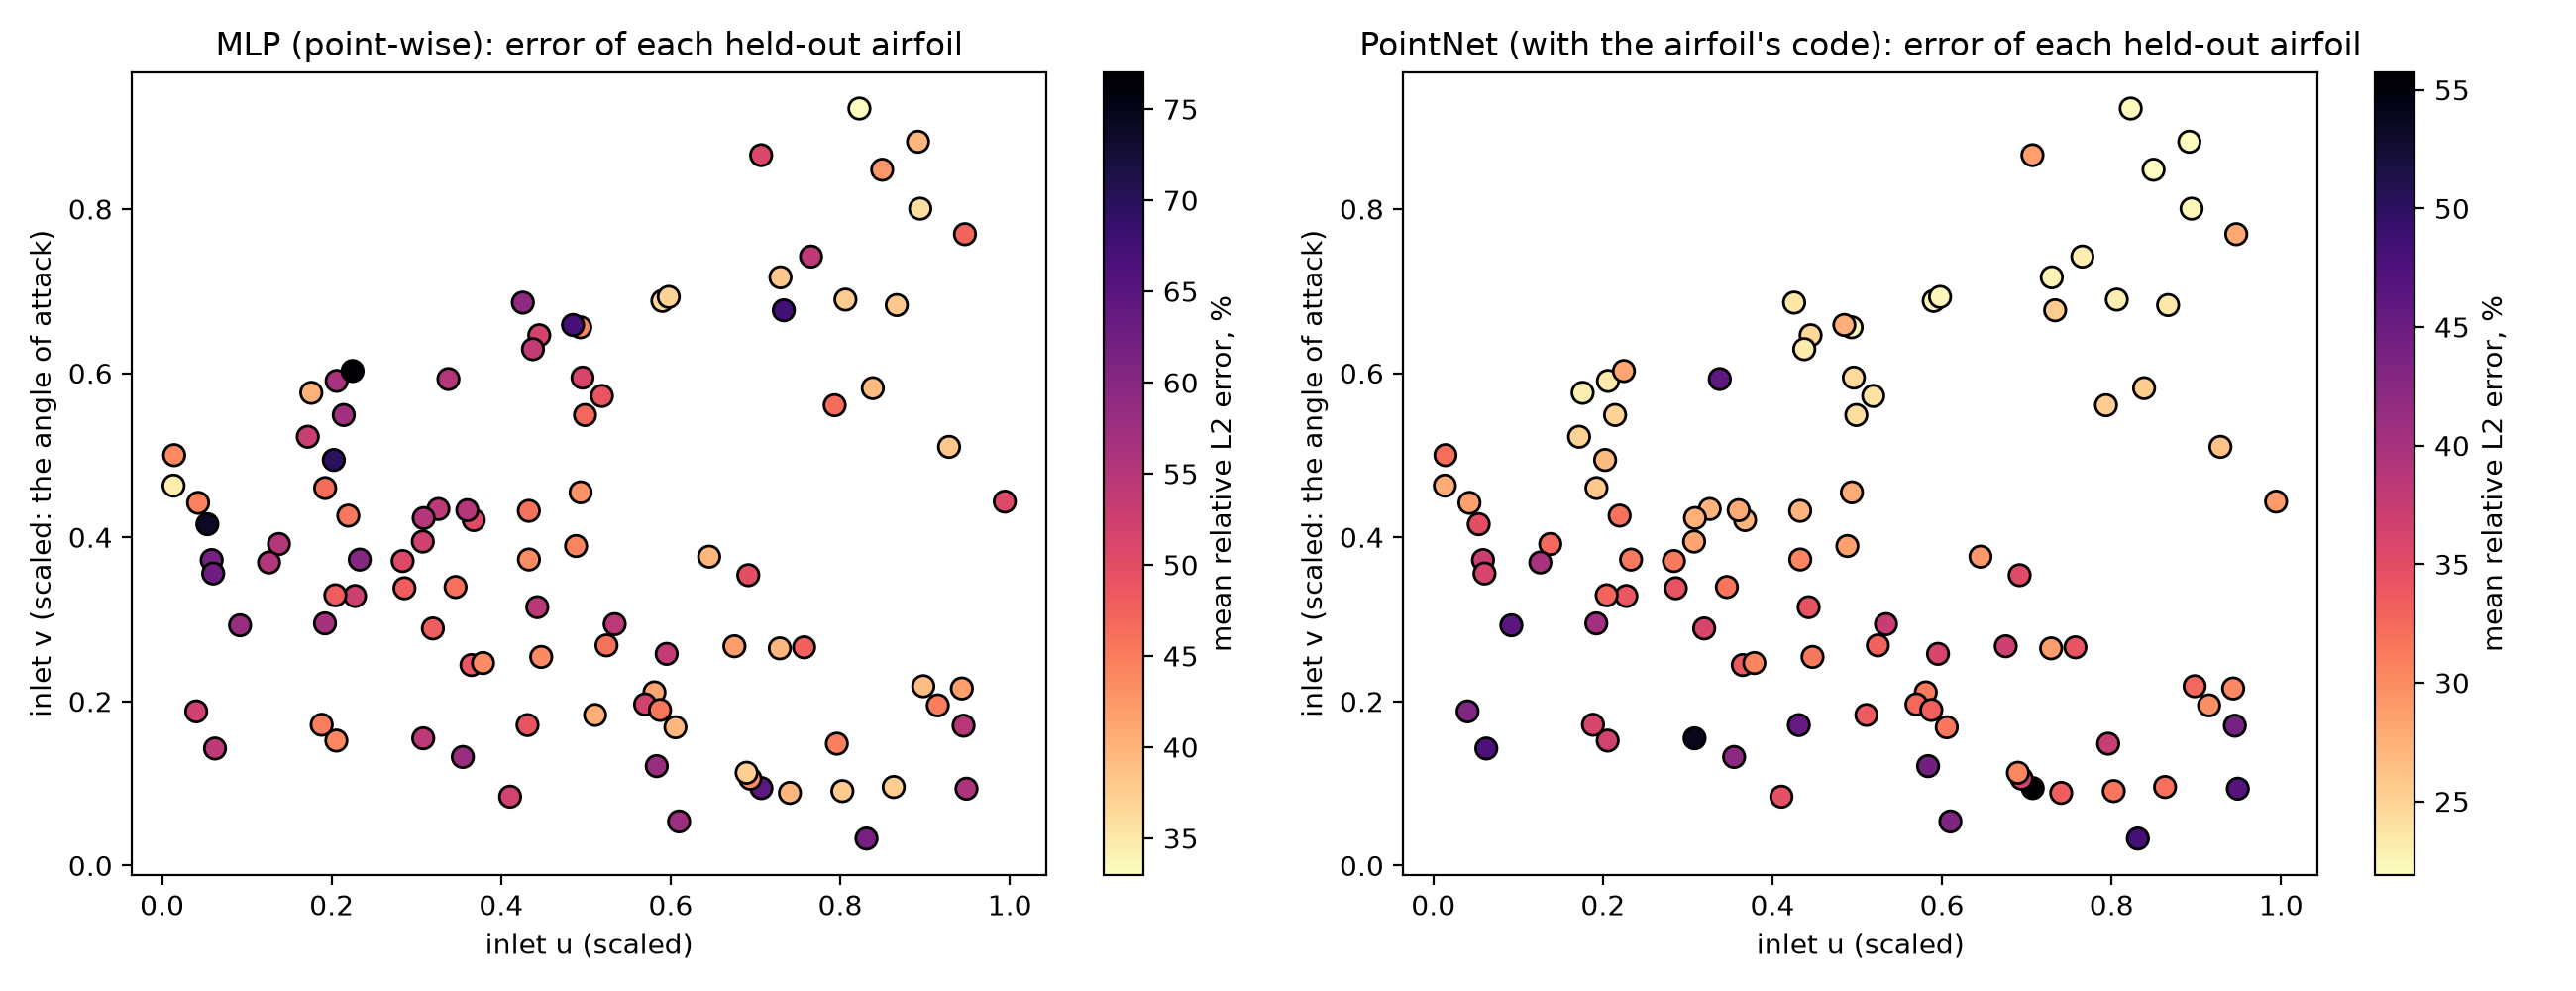 MLP (point-wise): error of each held-out airfoil
inlet v (scaled: the angle of attack)
0.8
0.6
0.4
0.2
0.0
0.0 0.2 0.4 0.6 0.8 1.0
inlet u (scaled)
75
70
65
60
55
50
45
40
35
mean relative L2 error, %
PointNet (with the airfoil's code): error of each held-out airfoil
inlet v (scaled: the angle of attack)
0.8
0.6
0.4
0.2
0.0
0.0 0.2 0.4 0.6 0.8 1.0
inlet u (scaled)
55
50
45
40
35
30
25
mean relative L2 error, %